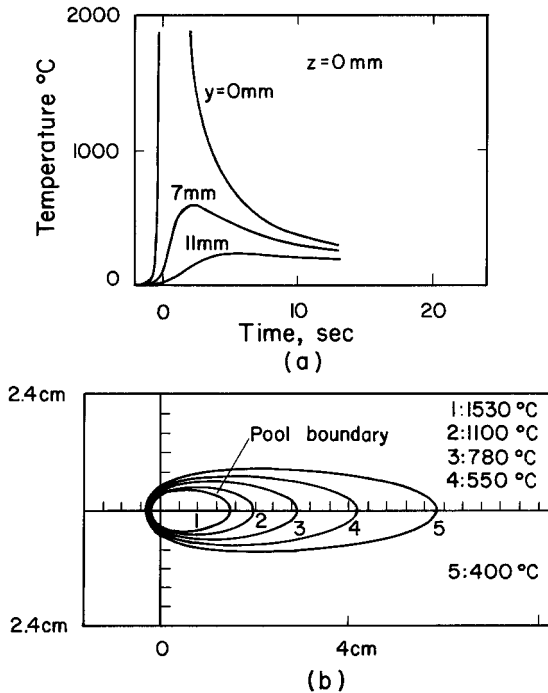 2000
1000
0
Temperature °C
z=0 mm
y=0mm
7mm
11mm
0
10
20
Time, sec
(a)
2.4cm
2.4cm
1:1530 °C
2:1100 °C
3:780 °C
4:550 °C
5:400°C
Pool boundary
1
2
3
4
5
0
4cm
(b)